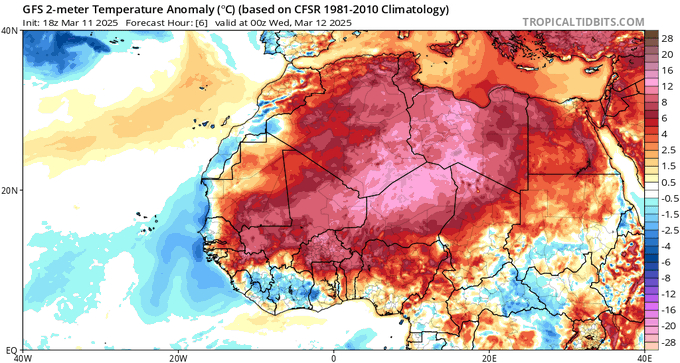 GFS 2-meter Temperature Anomaly (°C) (based on CFSR 1981-2010 Climatology)
Init: 18z Mar 11 2025 Forecast Hour: [6] valid at 00z Wed, Mar 12 2025
TROPICALTIDBITS.COM
40N
20N
EQ
40W
20W
0
20E
40E
28
20
16
12
8
6
4
2.5
1.5
0.5
-0.5
-1.5
-2.5
-4
-6
-8
-12
-16
-20
-28